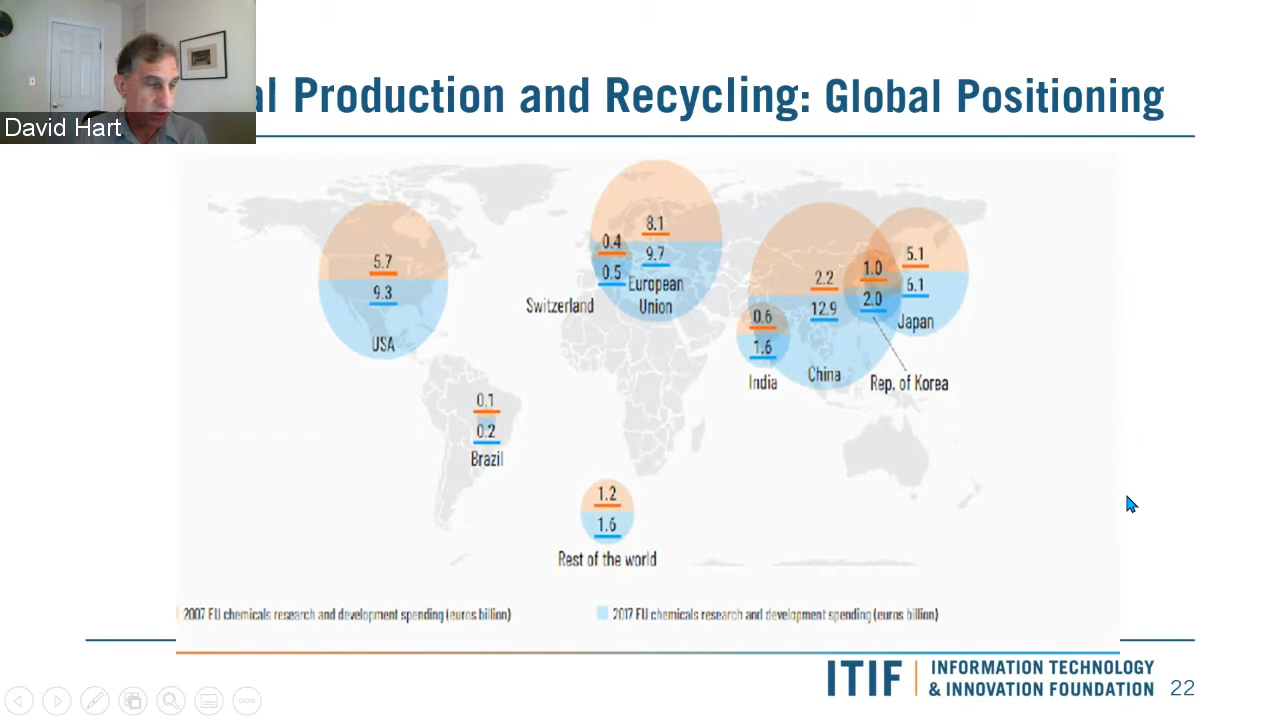 David Hart
al Production and Recycling: Global Positioning
5.7
9.3
USA
0.4
0.5
Switzerland
8.1
9.7
European
Union
2.2
12.9
China
1.0
2.0
Rep. of Korea
5.1
6.1
Japan
0.6
1.6
India
0.1
0.2
Brazil
1.2
1.6
Rest of the world
2007 EU chemicals research and development spending (euros billion)
2017 EU chemicals research and development spending (euros billion)
ITIF
INFORMATION TECHNOLOGY
& INNOVATION FOUNDATION
22